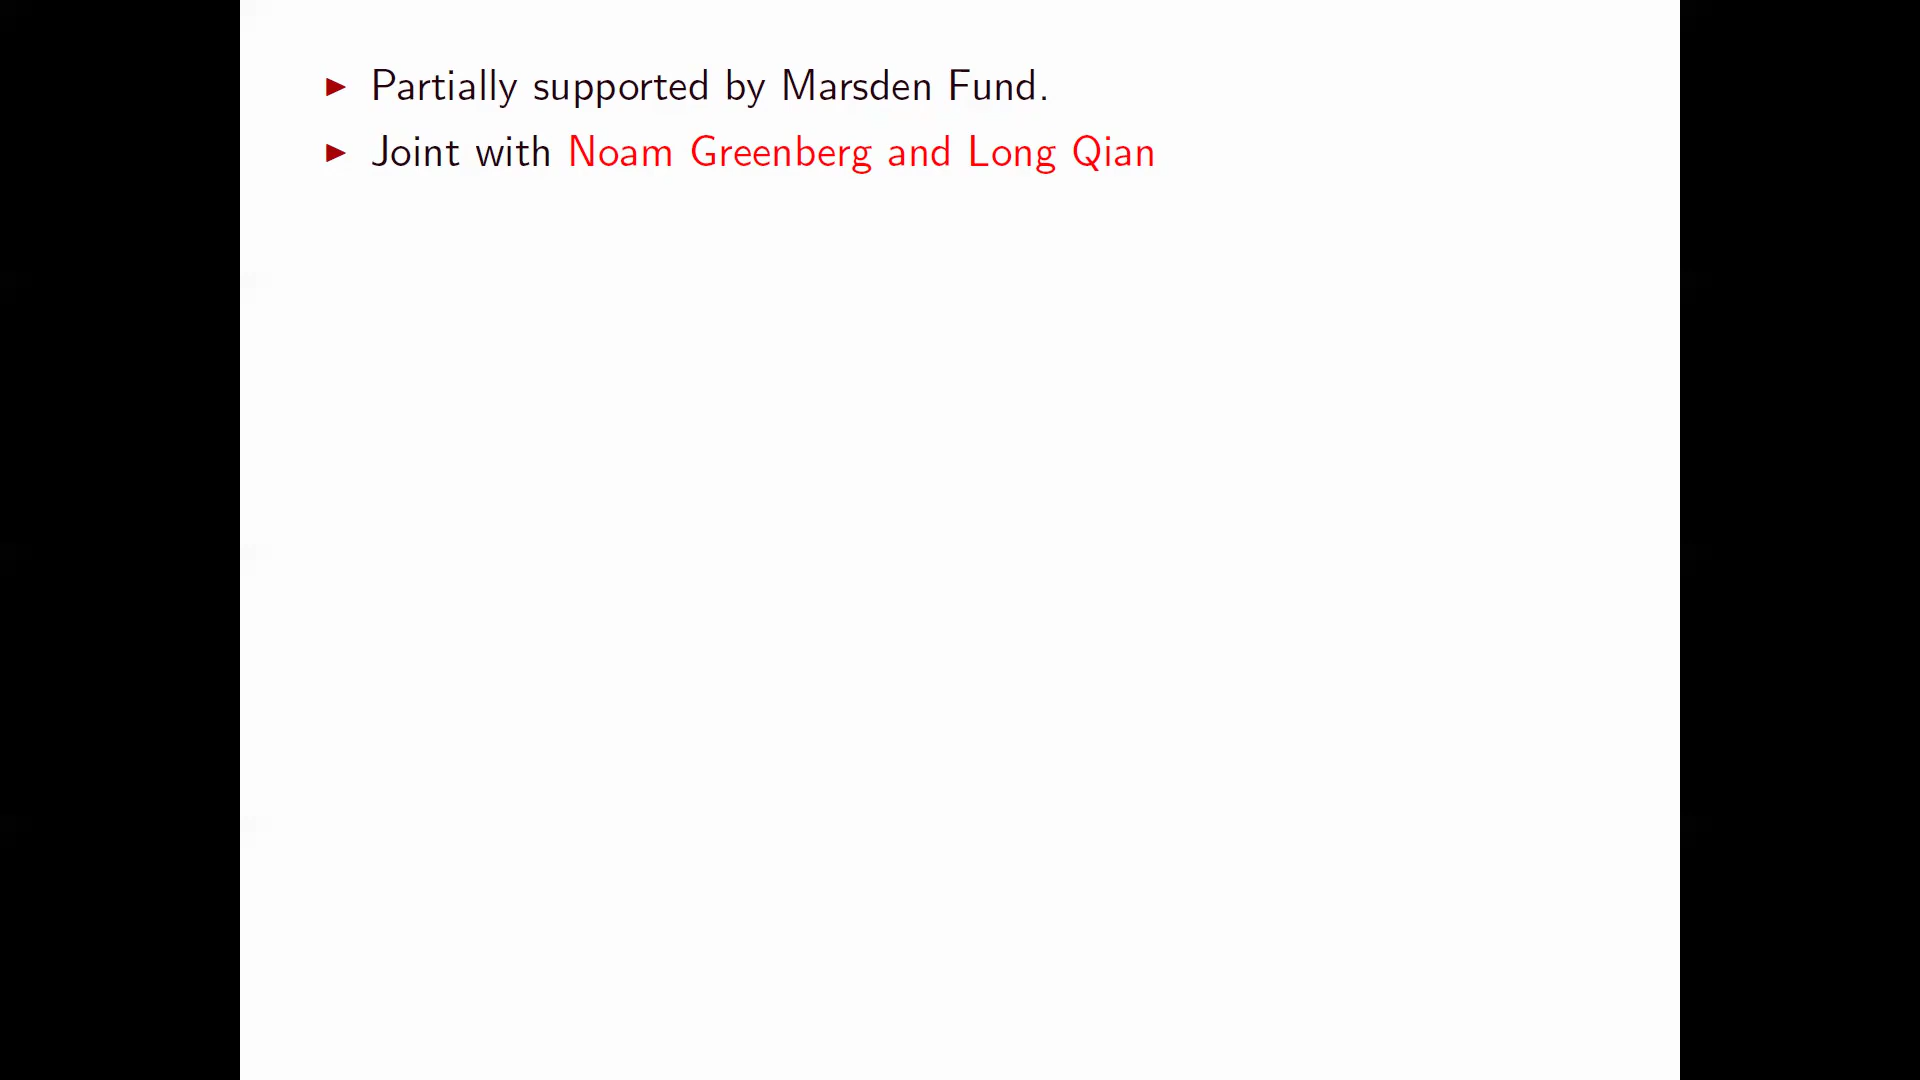 Partially supported by Marsden Fund.
Joint with Noam Greenberg and Long Qian